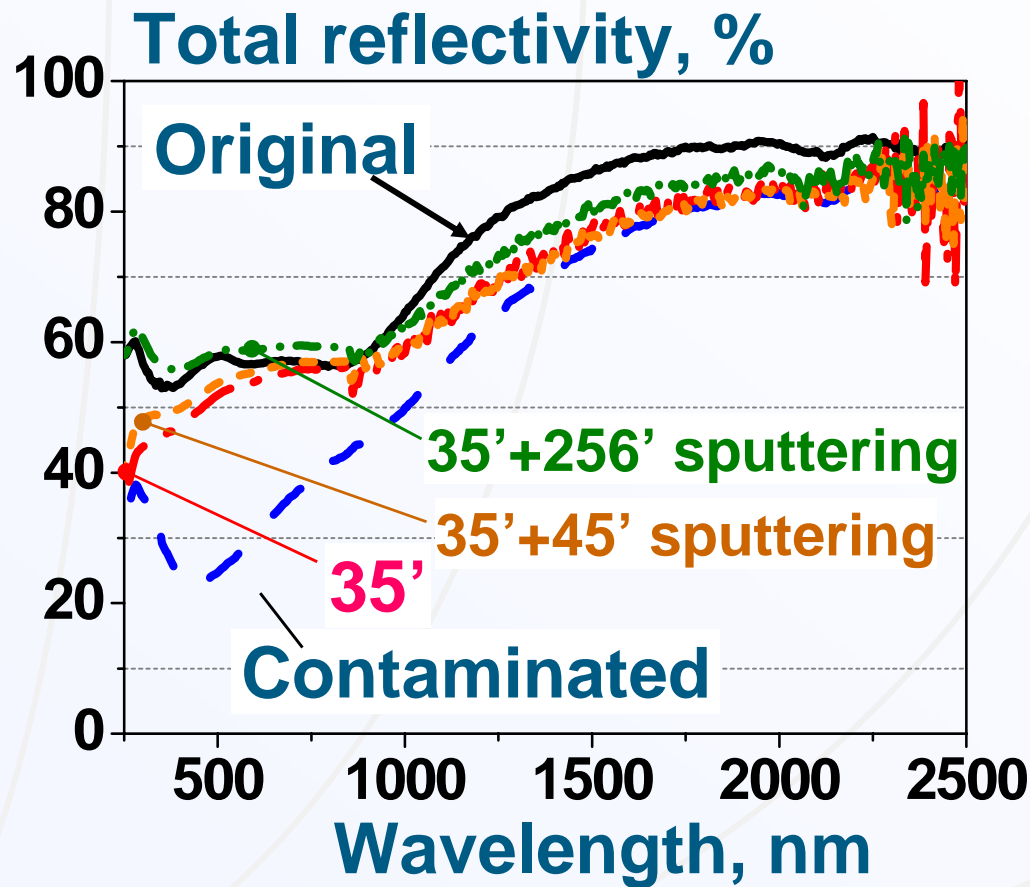 Total reflectivity, %
100
Original
80
60
35’+256’ sputtering
40
35’+45’ sputtering
35’
20
Contaminated
0
500 1000 1500 2000 2500
Wavelength, nm